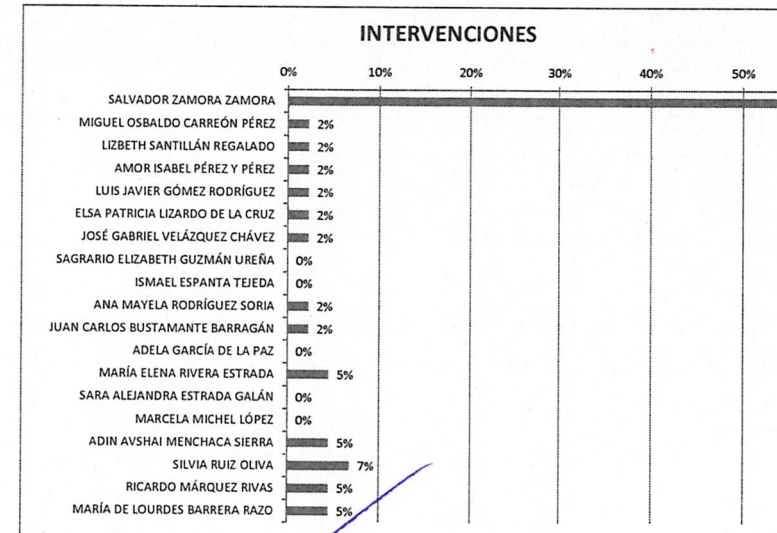 INTERVENCIONES
0% 10% 20% 30% 40% 50%
SALVADOR ZAMORA ZAMORA
MIGUEL OSBALDO CARREÓN PÉREZ 2%
LIZBETH SANTILLÁN REGALADO 2%
AMOR ISABEL PÉREZ Y PÉREZ 2%
LUIS JAVIER GÓMEZ RODRÍGUEZ 2%
ELSA PATRICIA LIZARDO DE LA CRUZ 2%
JOSÉ GABRIEL VELÁZQUEZ CHÁVEZ 2%
SAGRARIO ELIZABETH GUZMÁN UREÑA 0%
ISMAEL ESPANTA TEJEDA 0%
ANA MAYELA RODRÍGUEZ SORIA 2%
JUAN CARLOS BUSTAMANTE BARRAGÁN 2%
ADELA GARCÍA DE LA PAZ 0%
MARÍA ELENA RIVERA ESTRADA 5%
SARA ALEJANDRA ESTRADA GALÁN 0%
MARCELA MICHEL LÓPEZ 0%
ADIN AVSHAI MENCHACA SIERRA 5%
SILVIA RUIZ OLIVA 7%
RICARDO MÁRQUEZ RIVAS 5%
MARÍA DE LOURDES BARRERA RAZO 5%